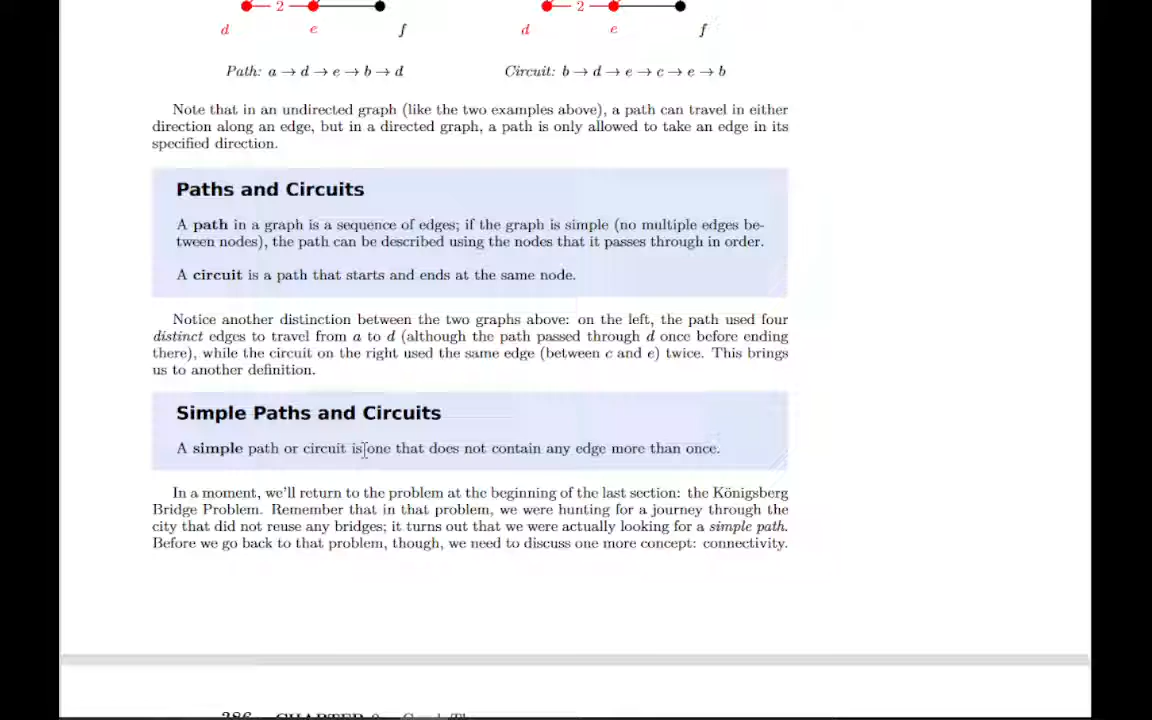 2 2
d e f d e f
Path: a → d → e → b → d Circuit: b → d → e → c → e → b
Note that in an undirected graph (like the two examples above), a path can travel in either
direction along an edge, but in a directed graph, a path is only allowed to take an edge in its
specified direction.
Paths and Circuits
A path in a graph is a sequence of edges; if the graph is simple (no multiple edges be-
tween nodes), the path can be described using the nodes that it passes through in order.
A circuit is a path that starts and ends at the same node.
Notice another distinction between the two graphs above: on the left, the path used four
distinct edges to travel from a to d (although the path passed through d once before ending
there), while the circuit on the right used the same edge (between c and e) twice. This brings
us to another definition.
Simple Paths and Circuits
A simple path or circuit is one that does not contain any edge more than once.
In a moment, we'll return to the problem at the beginning of the last section: the Königsberg
Bridge Problem. Remember that in that problem, we were hunting for a journey through the
city that did not reuse any bridges; it turns out that we were actually looking for a simple path.
Before we go back to that problem, though, we need to discuss one more concept: connectivity.
286 CHAPTER